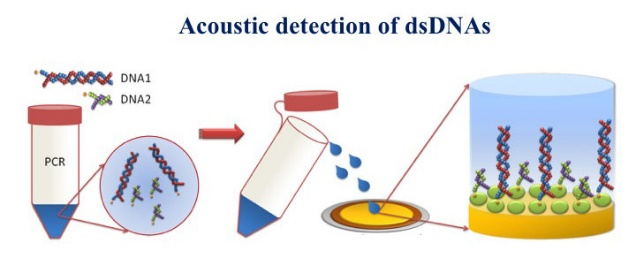 Acoustic detection of dsDNAs
DNA1
DNA2
PCR